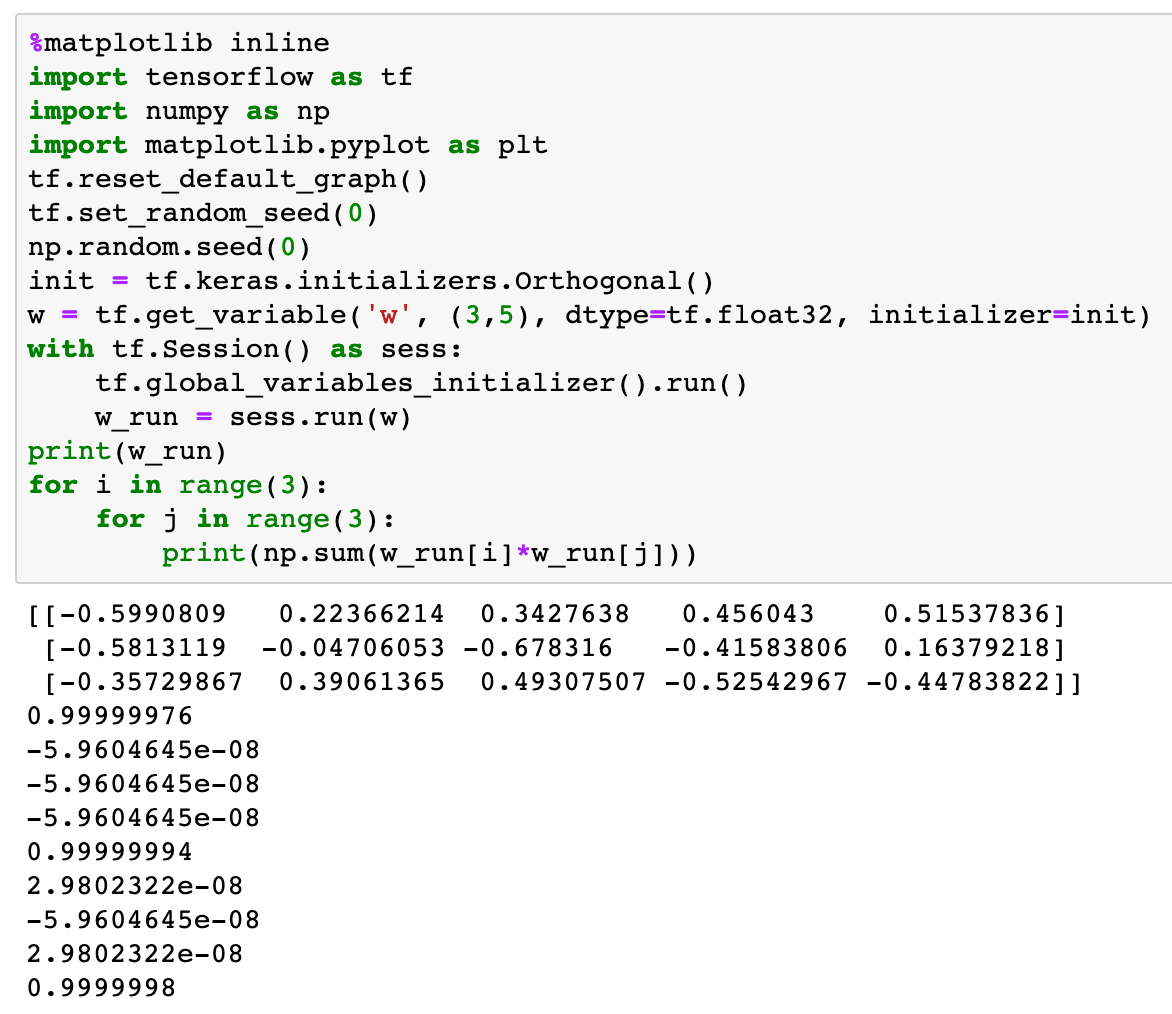 %matplotlib inline
import tensorflow as tf
import numpy as np
import matplotlib.pyplot as plt
tf.reset_default_graph()
tf.set_random_seed(0)
np.random.seed(0)
init = tf.keras.initializers.Orthogonal()
w = tf.get_variable('w', (3,5), dtype=tf.float32, initializer=init)
with tf.Session() as sess:
    tf.global_variables_initializer().run()
    w_run = sess.run(w)
print(w_run)
for i in range(3):
    for j in range(3):
        print(np.sum(w_run[i]*w_run[j]))
[[-0.5990809   0.22366214  0.3427638   0.456043    0.51537836]
 [-0.5813119  -0.04706053 -0.678316   -0.41583806  0.16379218]
 [-0.35729867  0.39061365  0.49307507 -0.52542967 -0.44783822]]
0.99999976
-5.9604645e-08
-5.9604645e-08
-5.9604645e-08
0.99999994
2.9802322e-08
-5.9604645e-08
2.9802322e-08
0.9999998